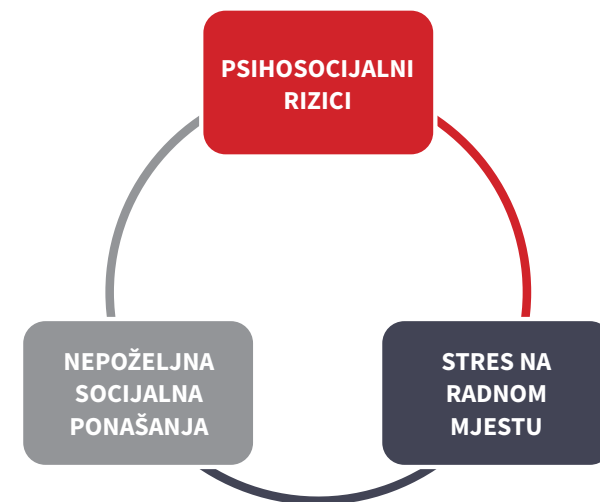 PSIHOSOCIJALNI
RIZICI
NEPOŽELJNA
SOCIJALNA
PONAŠANJA
STRES NA
RADNOM
MJESTU